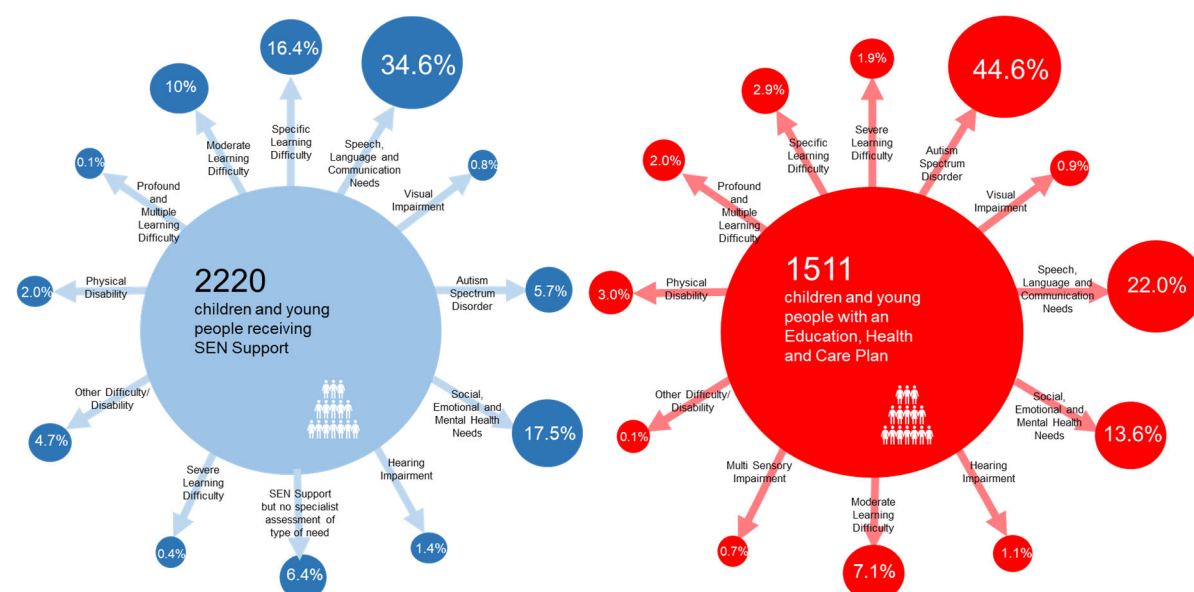 34.6%
Speech,
Language and
Communication
Needs
0.8%
Visual
Impairment
5.7%
Autism
Spectrum
Disorder
17.5%
Social,
Emotional and
Mental Health
Needs
1.4%
Hearing
Impairment
6.4%
SEN Support
but no specialist
assessment of
type of need
0.4%
Severe
Learning
Difficulty
4.7%
Other Difficulty/
Disability
2.0%
Physical
Disability
0.1%
Profound
and
Multiple
Learning
Difficulty
10%
Moderate
Learning
Difficulty
16.4%
Specific
Learning
Difficulty
2220
children and young
people receiving
SEN Support
44.6%
Autism
Spectrum
Disorder
0.9%
Visual
Impairment
22.0%
Speech,
Language and
Communication
Needs
13.6%
Social,
Emotional and
Mental Health
Needs
1.1%
Hearing
Impairment
7.1%
Moderate
Learning
Difficulty
0.7%
Multi Sensory
Impairment
0.1%
Other Difficulty/
Disability
3.0%
Physical
Disability
2.0%
Profound
and
Multiple
Learning
Difficulty
2.9%
Specific
Learning
Difficulty
1.9%
Severe
Learning
Difficulty
1511
children and young
people with an
Education, Health
and Care Plan